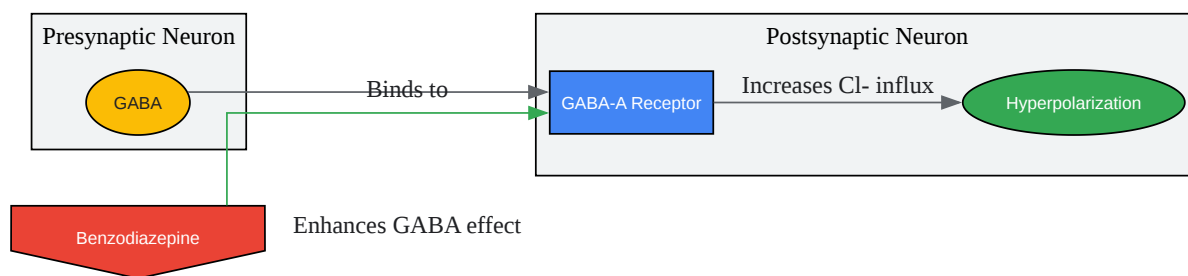 Presynaptic Neuron
Postsynaptic Neuron
GABA
Binds to
GABA-A Receptor
Increases Cl- influx
Hyperpolarization
Benzodiazepine
Enhances GABA effect